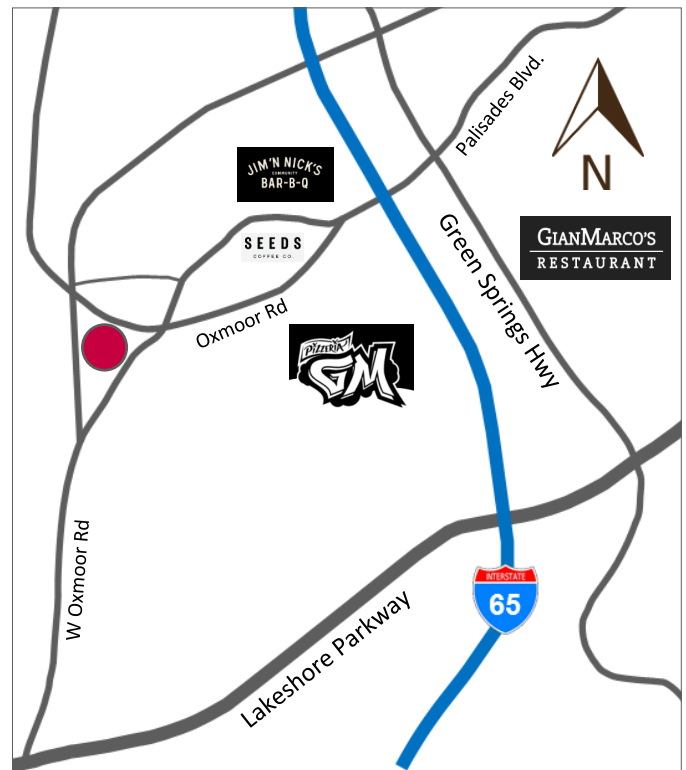 Palisades Blvd.
JIM 'N NICK'S
COMMUNITY
BAR-B-Q
N
SEEDS
COFFEE CO.
GIANMARCO'S
RESTAURANT
Green Springs Hwy
Oxmoor Rd
PIZZERIA
GM
W Oxmoor Rd
INTERSTATE
65
Lakeshore Parkway